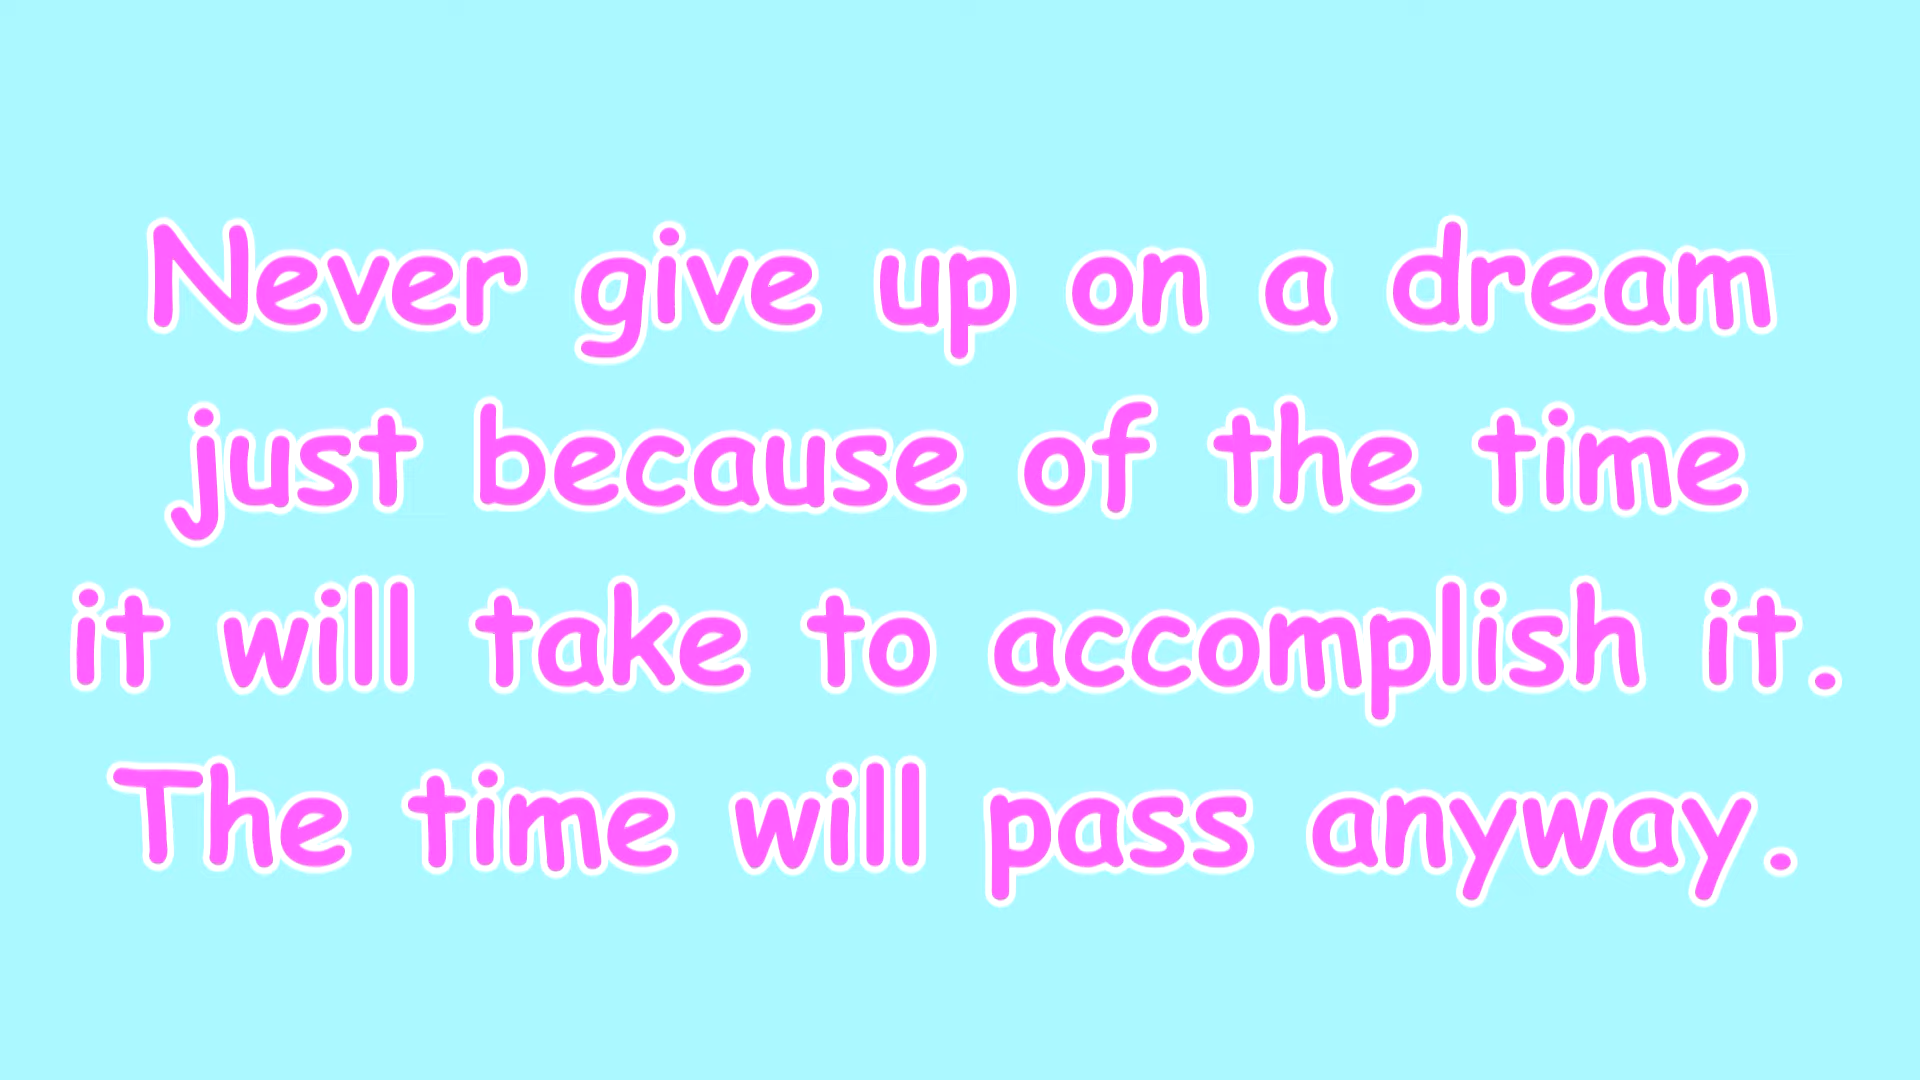 Never give up on a dream
just because of the time
it will take to accomplish it.
The time will pass anyway.